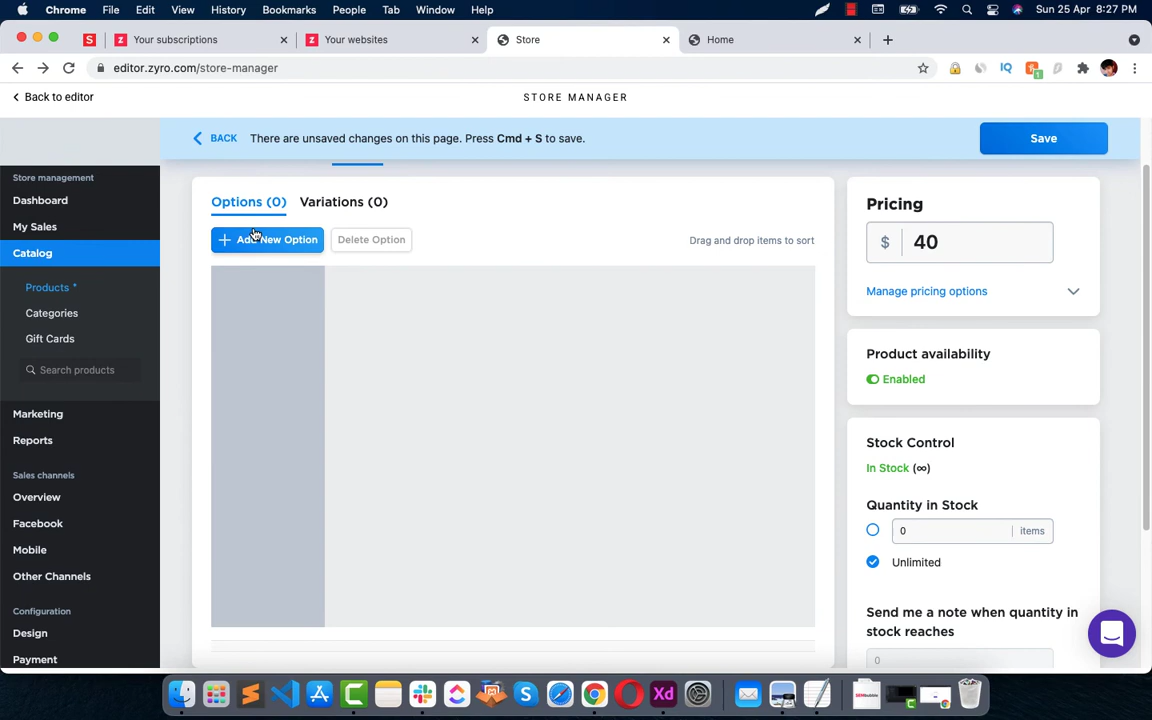 Chrome File Edit View History Bookmarks People Tab Window Help Sun 25 Apr 8:27 PM
S Your subscriptions Your websites Store Home
editor.zyro.com/store-manager IQ 1
Back to editor STORE MANAGER
BACK There are unsaved changes on this page. Press Cmd + S to save. Save
Store management
Dashboard
My Sales
Catalog
Products *
Categories
Gift Cards
Search products
Marketing
Reports
Sales channels
Overview
Facebook
Mobile
Other Channels
Configuration
Design
Payment
Options (0) Variations (0)
Add New Option Delete Option Drag and drop items to sort
Pricing
$ 40
Manage pricing options
Product availability
Enabled
Stock Control
In Stock (∞)
Quantity in Stock
0 items
Unlimited
Send me a note when quantity in
stock reaches
0